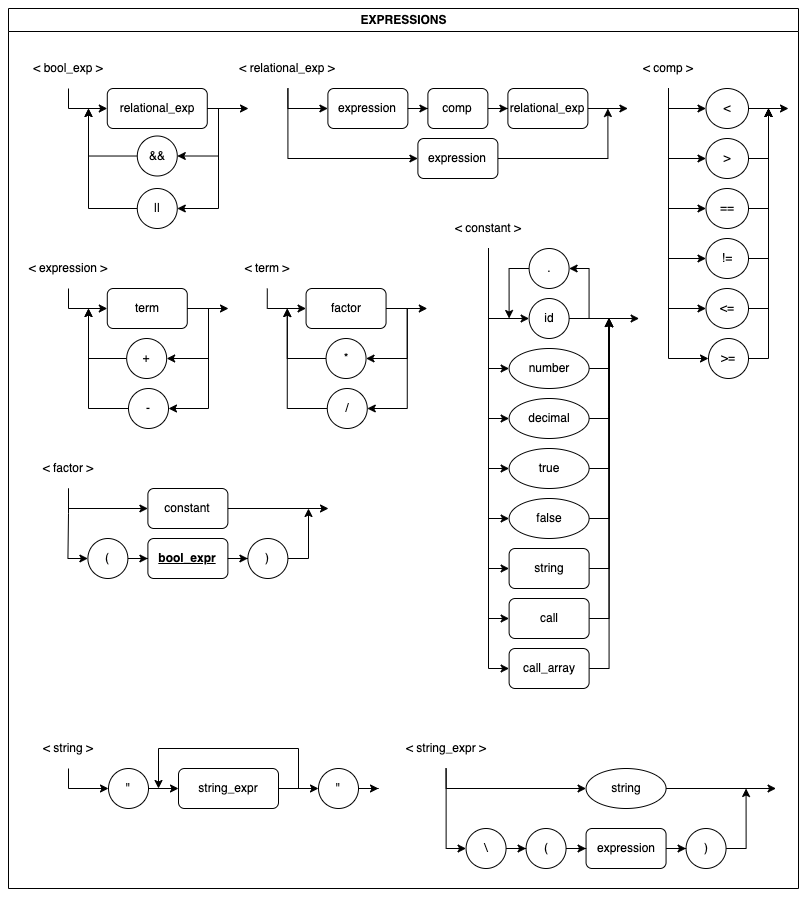 EXPRESSIONS
< bool_exp >
relational_exp
&&
||
< relational_exp >
expression
comp
relational_exp
expression
< comp >
<
>
==
!=
<=
>=
< expression >
term
+
-
< term >
factor
*
/
< constant >
.
id
number
decimal
true
false
string
call
call_array
< factor >
constant
(
bool_expr
)
< string >
"
string_expr
"
< string_expr >
string
\
(
expression
)